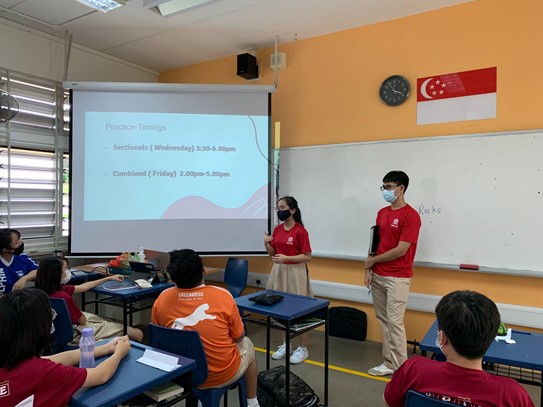 Practice Timings
- Sectionals ( Wednesday) 3:30-6.00pm
- Combined ( Friday)  2.00pm-5.00pm
Rocks
GREENRIDGE